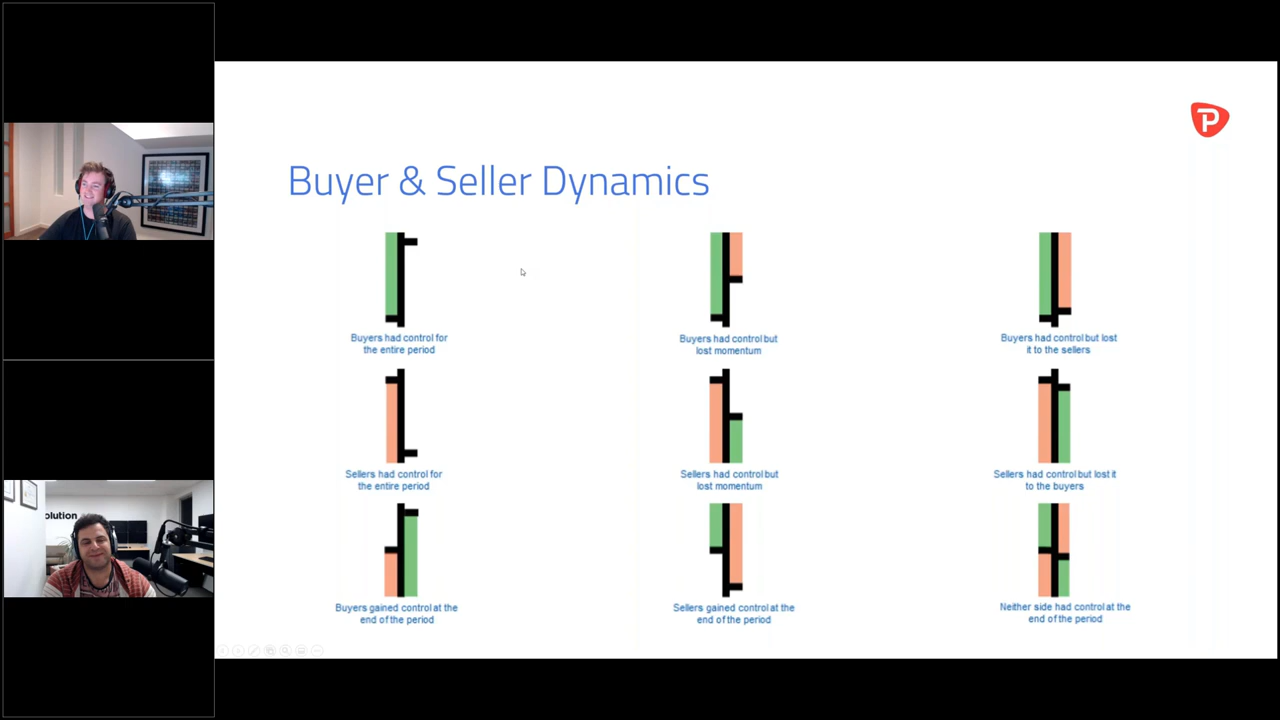 Buyer & Seller Dynamics
Buyers had control for
the entire period
Buyers had control but
lost momentum
Buyers had control but lost
it to the sellers
Sellers had control for
the entire period
Sellers had control but
lost momentum
Sellers had control but lost it
to the buyers
Buyers gained control at the
end of the period
Sellers gained control at the
end of the period
Neither side had control at the
end of the period
olution
P